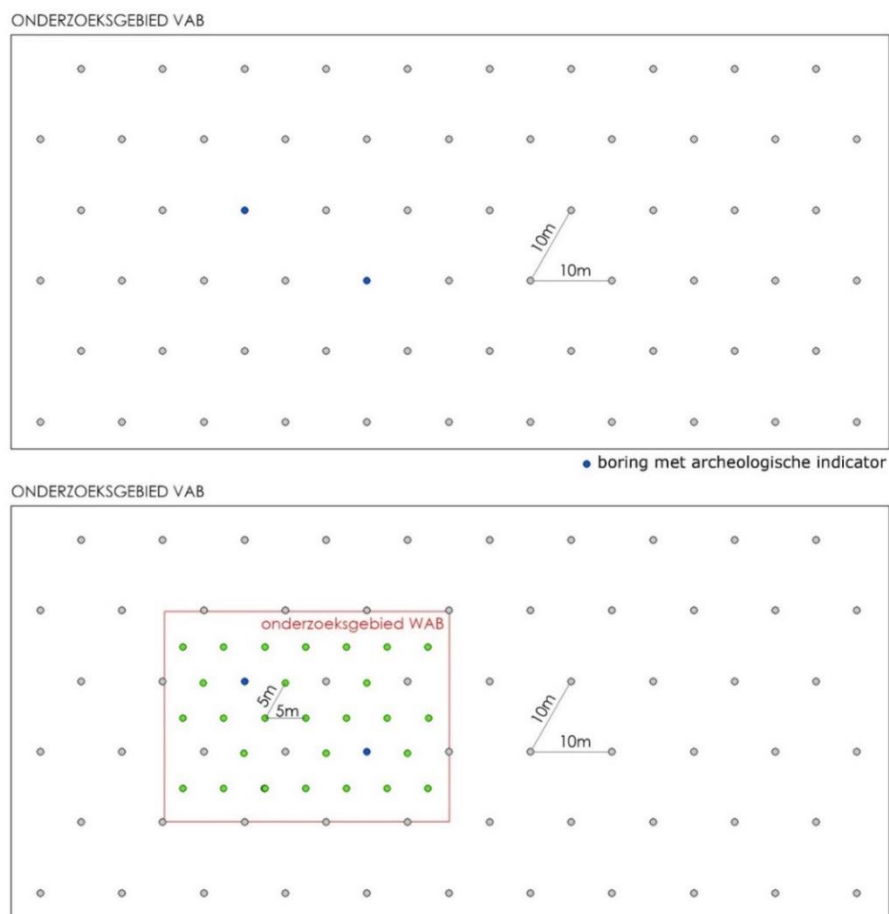 ONDERZOEKSGEBIED VAB
10m
10m
boring met archeologische indicator
ONDERZOEKSGEBIED VAB
onderzoeksgebied WAB
5m
5m
10m
10m